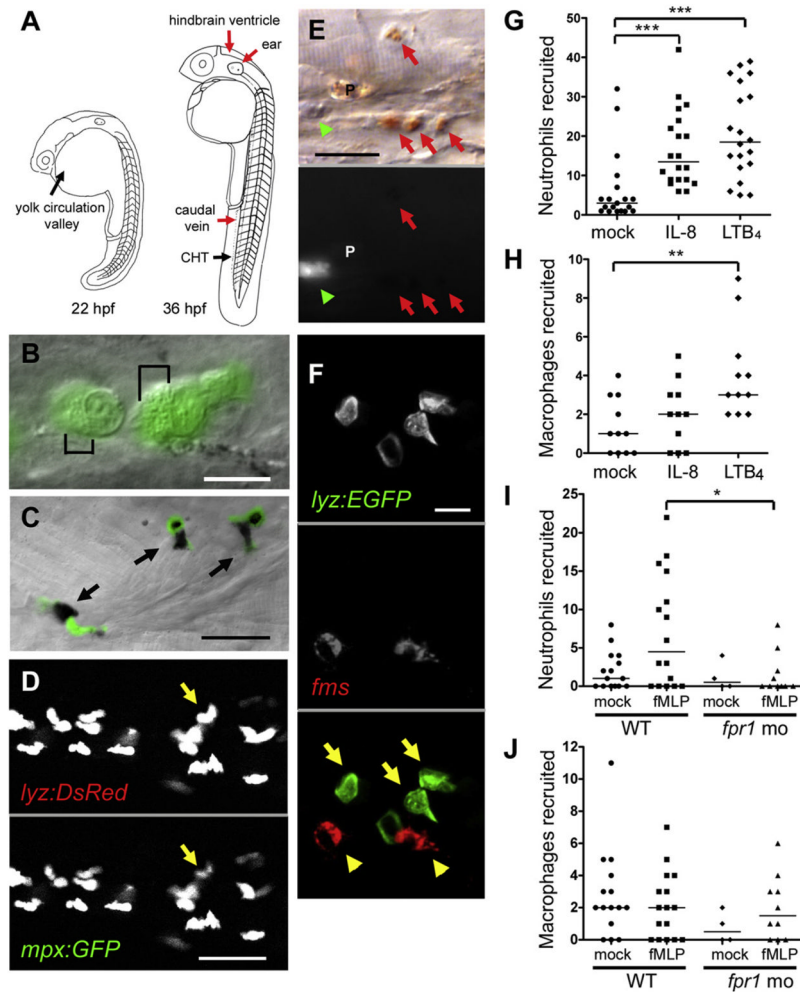 A
hindbrain ventricle
ear
yolk circulation
valley
caudal
vein
CHT
22 hpf
36 hpf
B
C
D
lyz:DsRed
mpx:GFP
E
P
P
F
lyz:EGFP
fms
G
Neutrophils recruited
50
40
30
20
10
0
***
***
mock
IL-8
LTB4
H
Macrophages recruited
10
8
6
4
2
0
**
mock
IL-8
LTB4
I
Neutrophils recruited
25
20
15
10
5
0
*
mock
fMLP
mock
fMLP
WT
fpr1 mo
J
Macrophages recruited
12
10
8
6
4
2
0
mock
fMLP
mock
fMLP
WT
fpr1 mo